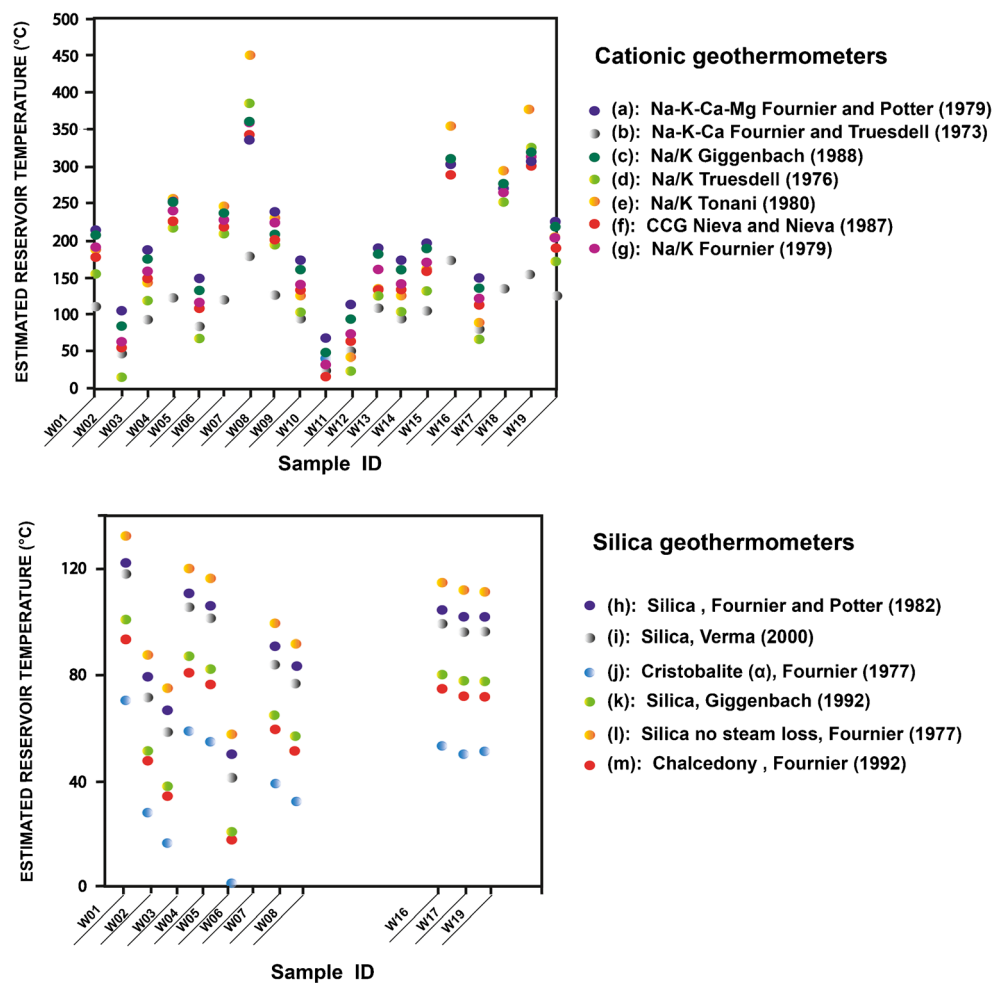 500
450
400
350
300
250
200
150
100
50
0
ESTIMATED RESERVOIR TEMPERATURE (°C)
W01
W02
W03
W04
W05
W06
W07
W08
W09
W10
W11
W12
W13
W14
W15
W16
W17
W18
W19
Sample ID
Cationic geothermometers
(a): Na-K-Ca-Mg Fournier and Potter (1979)
(b): Na-K-Ca Fournier and Truesdell (1973)
(c): Na/K Giggenbach (1988)
(d): Na/K Truesdell (1976)
(e): Na/K Tonani (1980)
(f): CCG Nieva and Nieva (1987)
(g): Na/K Fournier (1979)
120
80
40
0
ESTIMATED RESERVOIR TEMPERATURE (°C)
W01
W02
W03
W04
W05
W06
W07
W08
W16
W17
W19
Sample ID
Silica geothermometers
(h): Silica , Fournier and Potter (1982)
(i): Silica, Verma (2000)
(j): Cristobalite (α), Fournier (1977)
(k): Silica, Giggenbach (1992)
(l): Silica no steam loss, Fournier (1977)
(m): Chalcedony , Fournier (1992)